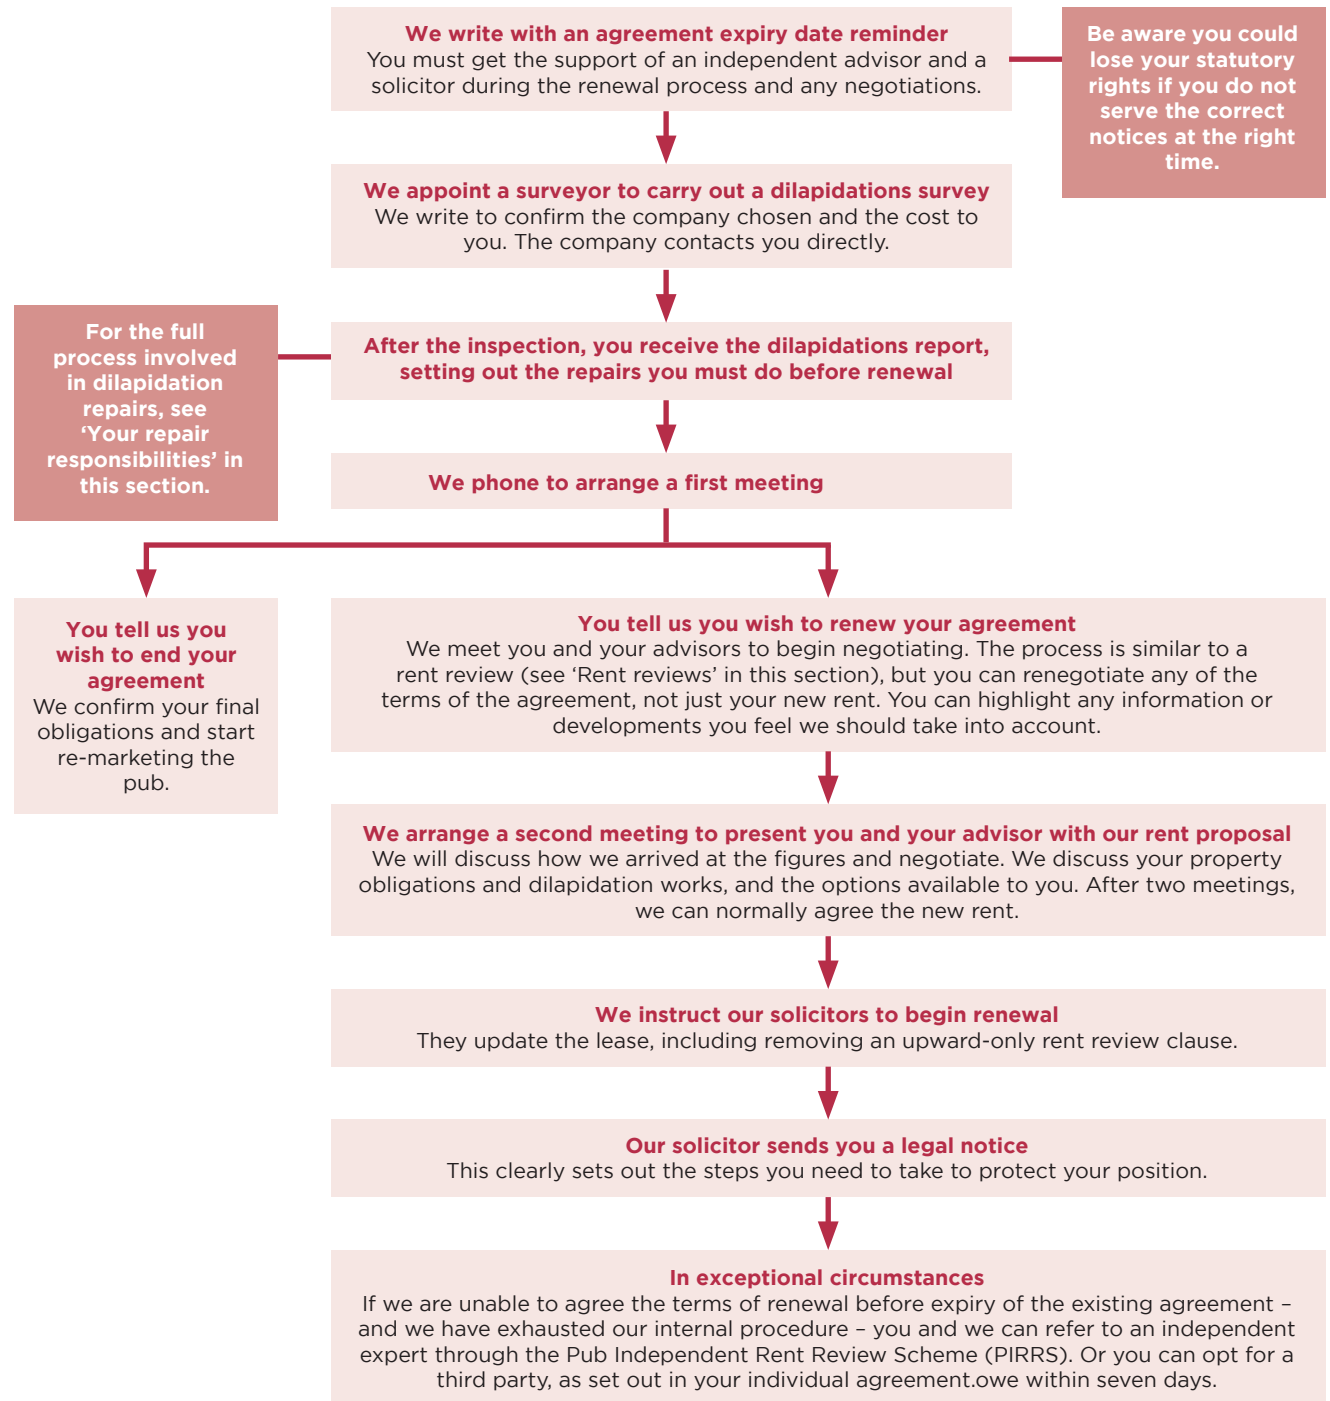 We write with an agreement expiry date reminder
You must get the support of an independent advisor and a
solicitor during the renewal process and any negotiations.
Be aware you could
lose your statutory
rights if you do not
serve the correct
notices at the right
time.
We appoint a surveyor to carry out a dilapidations survey
We write to confirm the company chosen and the cost to
you. The company contacts you directly.
For the full
process involved
in dilapidation
repairs, see
‘Your repair
responsibilities’ in
this section.
After the inspection, you receive the dilapidations report,
setting out the repairs you must do before renewal
We phone to arrange a first meeting
You tell us you
wish to end your
agreement
We confirm your final
obligations and start
re-marketing the
pub.
You tell us you wish to renew your agreement
We meet you and your advisors to begin negotiating. The process is similar to a
rent review (see ‘Rent reviews’ in this section), but you can renegotiate any of the
terms of the agreement, not just your new rent. You can highlight any information or
developments you feel we should take into account.
We arrange a second meeting to present you and your advisor with our rent proposal
We will discuss how we arrived at the figures and negotiate. We discuss your property
obligations and dilapidation works, and the options available to you. After two meetings,
we can normally agree the new rent.
We instruct our solicitors to begin renewal
They update the lease, including removing an upward-only rent review clause.
Our solicitor sends you a legal notice
This clearly sets out the steps you need to take to protect your position.
In exceptional circumstances
If we are unable to agree the terms of renewal before expiry of the existing agreement –
and we have exhausted our internal procedure – you and we can refer to an independent
expert through the Pub Independent Rent Review Scheme (PIRRS). Or you can opt for a
third party, as set out in your individual agreement.owe within seven days.